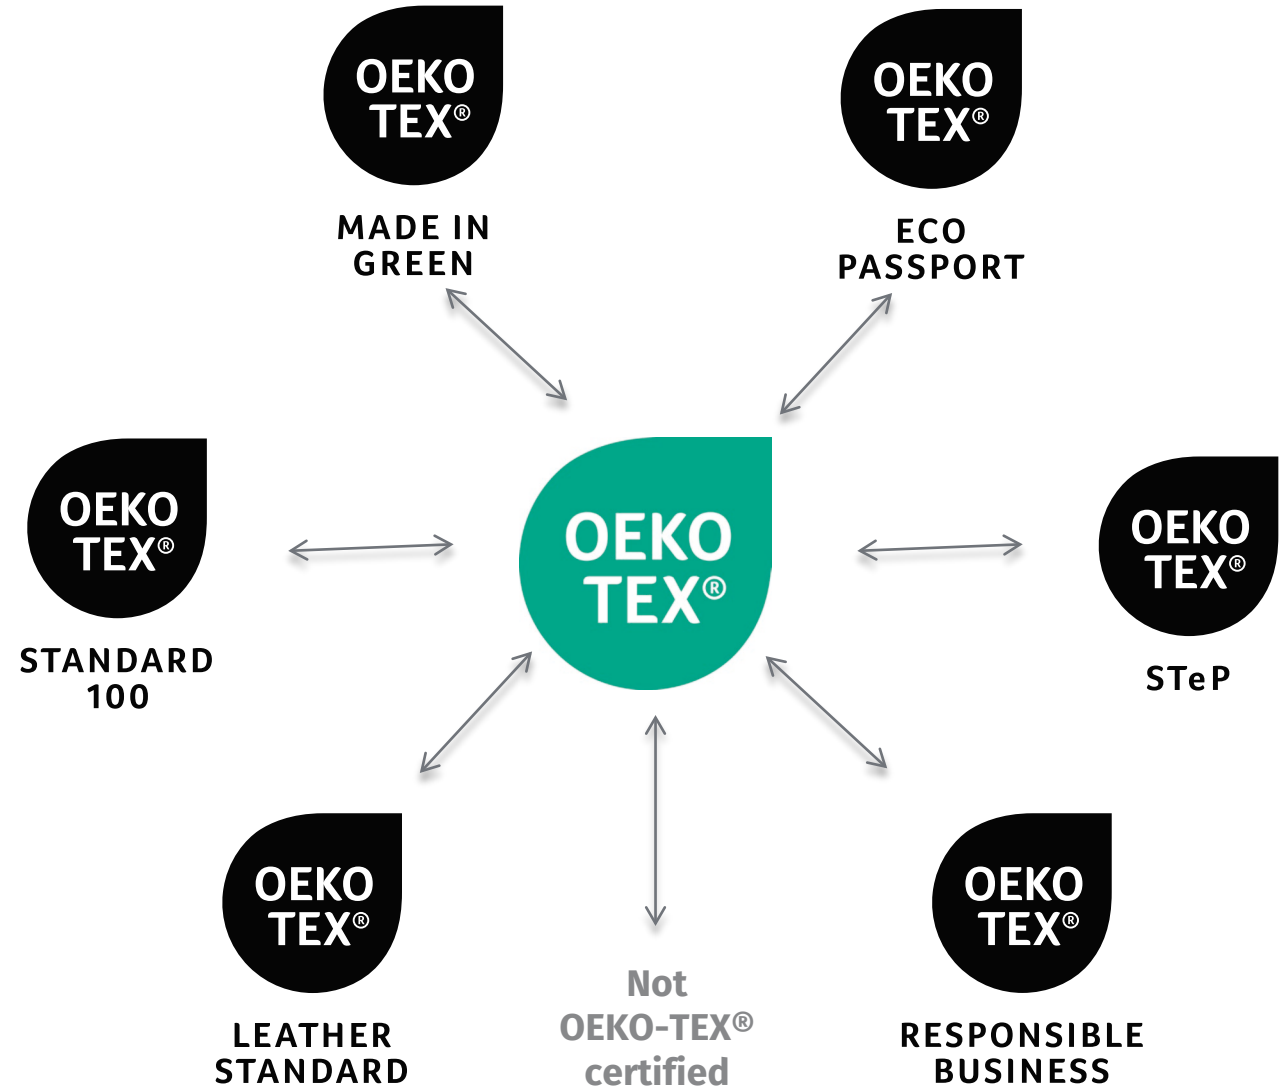 OEKO
TEX®
MADE IN
GREEN
OEKO
TEX®
ECO
PASSPORT
OEKO
TEX®
STANDARD
100
OEKO
TEX®
OEKO
TEX®
STeP
OEKO
TEX®
LEATHER
STANDARD
Not
OEKO-TEX®
certified
OEKO
TEX®
RESPONSIBLE
BUSINESS